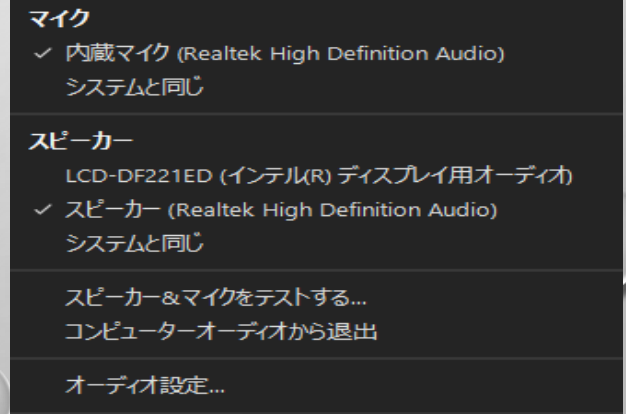 マイク
✓ 内蔵マイク (Realtek High Definition Audio)
システムと同じ
スピーカー
LCD-DF221ED (インテル(R) ディスプレイ用オーディオ)
✓ スピーカー (Realtek High Definition Audio)
システムと同じ
スピーカー&マイクをテストする...
コンピューターオーディオから退出
オーディオ設定...